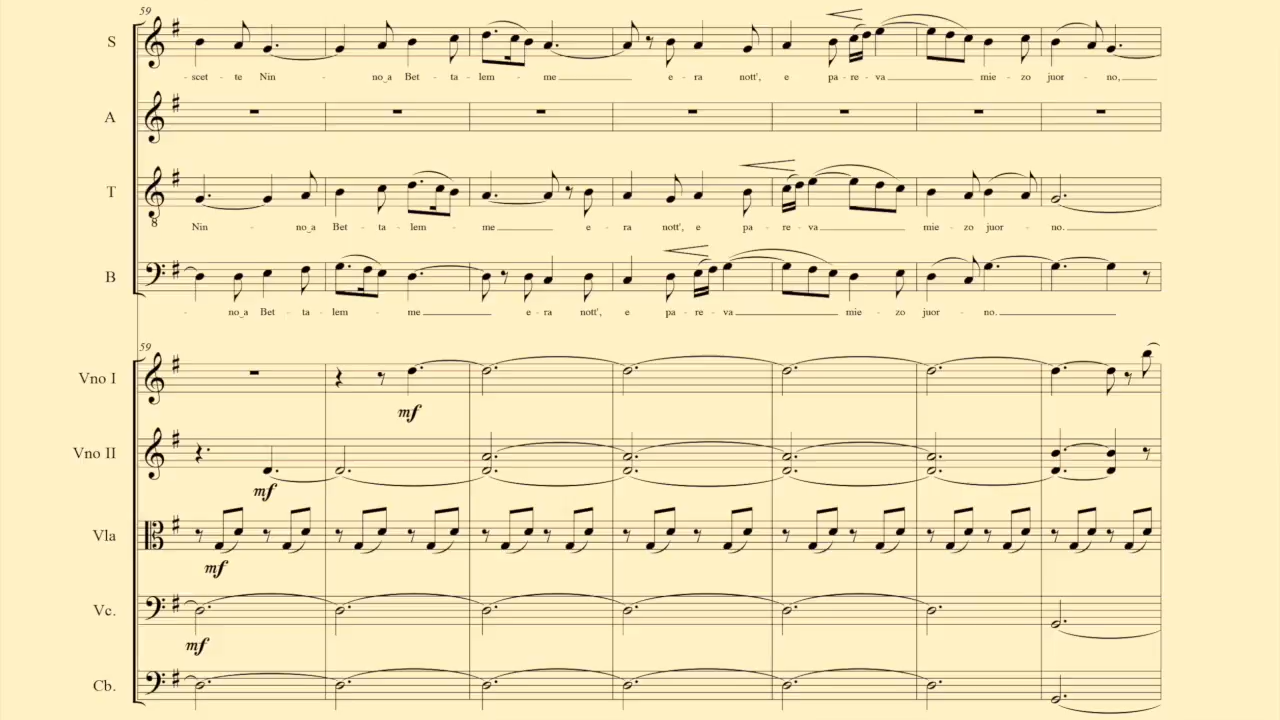 59
S
- scet - te Nin - no_a Bet - ta - lem - me e - ra nott', e pa - re - va mie - zo juor - no,
A
T
8
Nin - no_a Bet - ta - lem - me e - ra nott', e pa - re - va mie - zo juor - no.
B
- no_a Bet - ta - lem - me e - ra nott', e pa - re - va mie - zo juor - no.
59
Vno I
mf
Vno II
mf
Vla
mf
Vc.
mf
Cb.